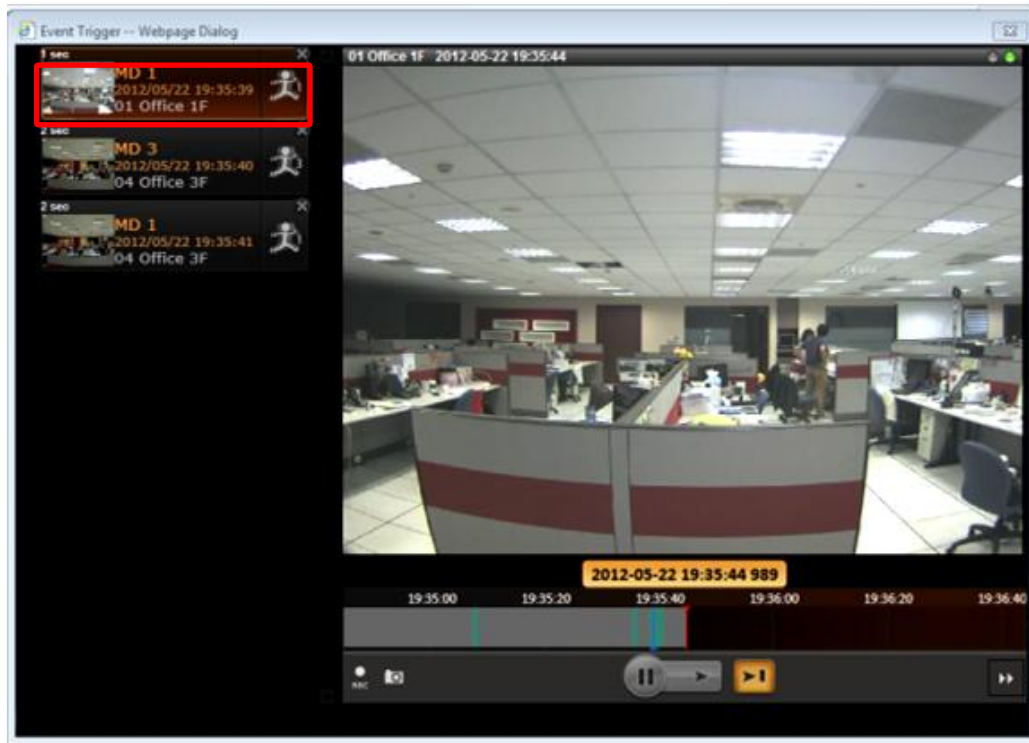 Event Trigger -- Webpage Dialog
1 sec
MD 1
2012/05/22 19:35:39
01 Office 1F
2 sec
MD 3
2012/05/22 19:35:40
04 Office 3F
2 sec
MD 1
2012/05/22 19:35:41
04 Office 3F
01 Office 1F 2012-05-22 19:35:44
2012-05-22 19:35:44 989
19:35:00 19:35:20 19:35:40 19:36:00 19:36:20 19:36:40
REC